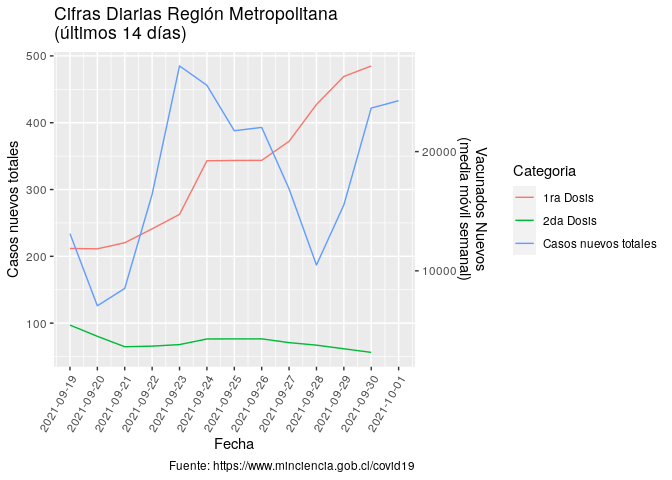 Cifras Diarias Región Metropolitana
(últimos 14 días)
500
400
300
200
100
Casos nuevos totales
20000
10000
Vacunados Nuevos
(media móvil semanal)
2021-09-19
2021-09-20
2021-09-21
2021-09-22
2021-09-23
2021-09-24
2021-09-25
2021-09-26
2021-09-27
2021-09-28
2021-09-29
2021-09-30
2021-10-01
Fecha
Categoria
1ra Dosis
2da Dosis
Casos nuevos totales
Fuente: https://www.minciencia.gob.cl/covid19